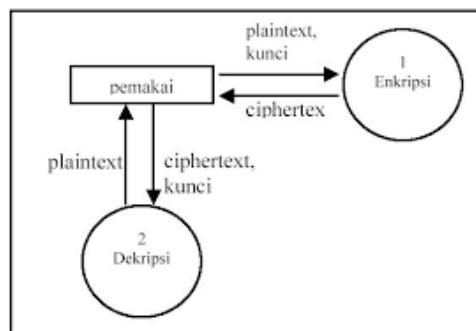 plaintext,
kunci
1
Enkripsi
pemakai
ciphertex
plaintext
ciphertext,
kunci
2
Dekripsi